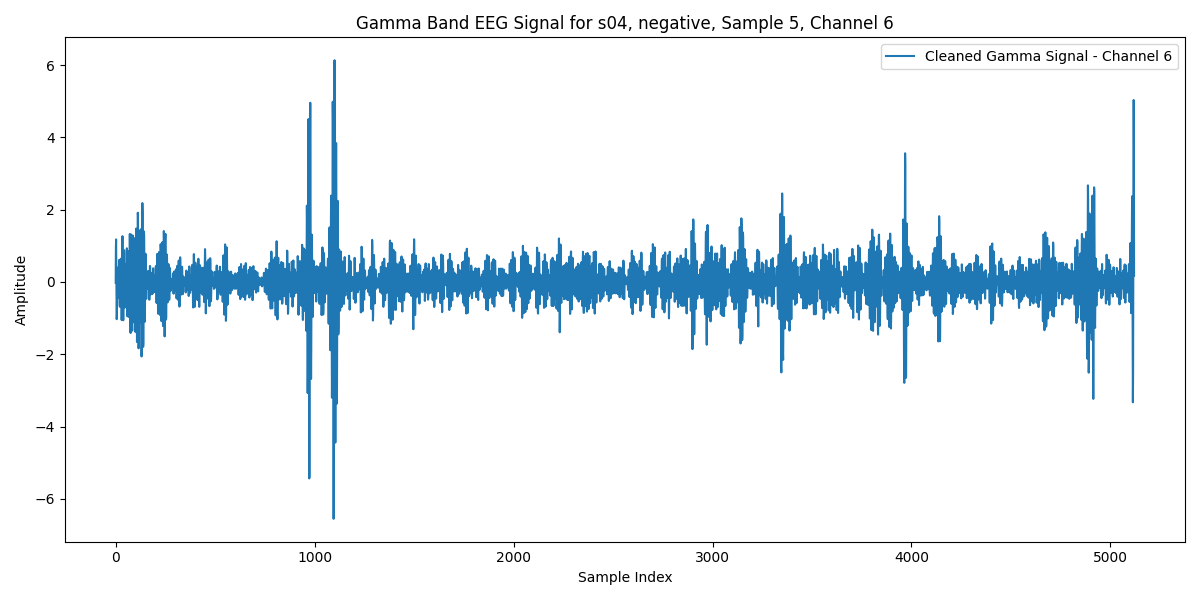 Gamma Band EEG Signal for s04, negative, Sample 5, Channel 6
Cleaned Gamma Signal - Channel 6
6
4
2
0
−2
−4
−6
Amplitude
0 1000 2000 3000 4000 5000
Sample Index